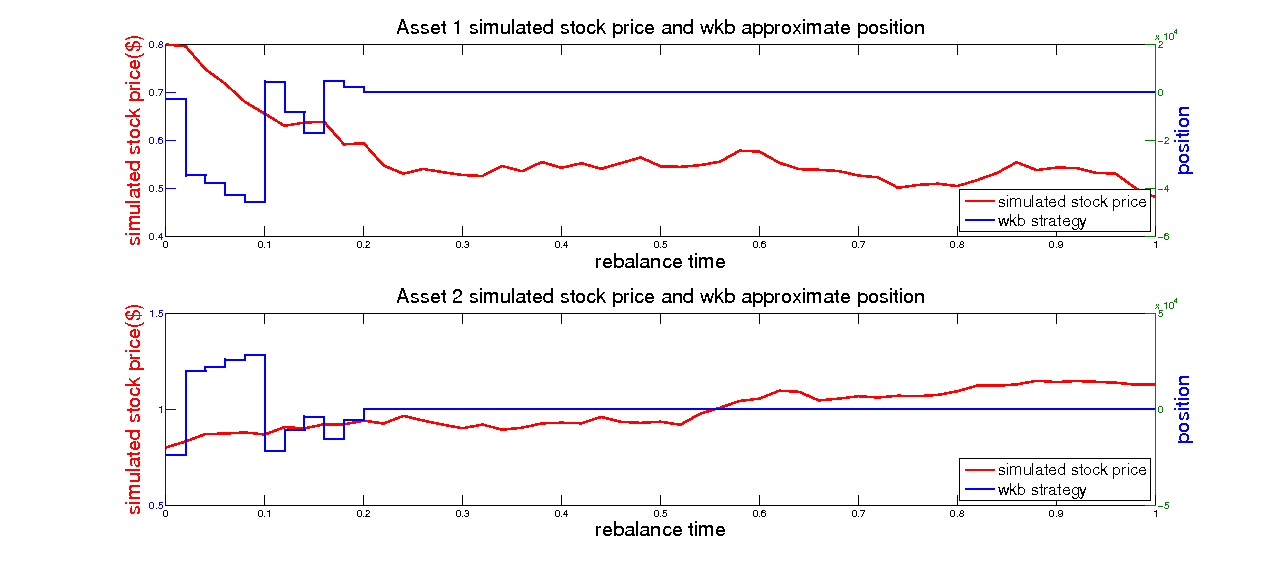 Asset 1 simulated stock price and wkb approximate position
x 10^4
simulated stock price($)
0.8
0.7
0.6
0.5
0.4
2
0
-2
-4
-6
position
simulated stock price
wkb strategy
0 0.1 0.2 0.3 0.4 0.5 0.6 0.7 0.8 0.9 1
rebalance time
Asset 2 simulated stock price and wkb approximate position
x 10^4
simulated stock price($)
1.5
1
0.5
5
0
-5
position
simulated stock price
wkb strategy
0 0.1 0.2 0.3 0.4 0.5 0.6 0.7 0.8 0.9 1
rebalance time